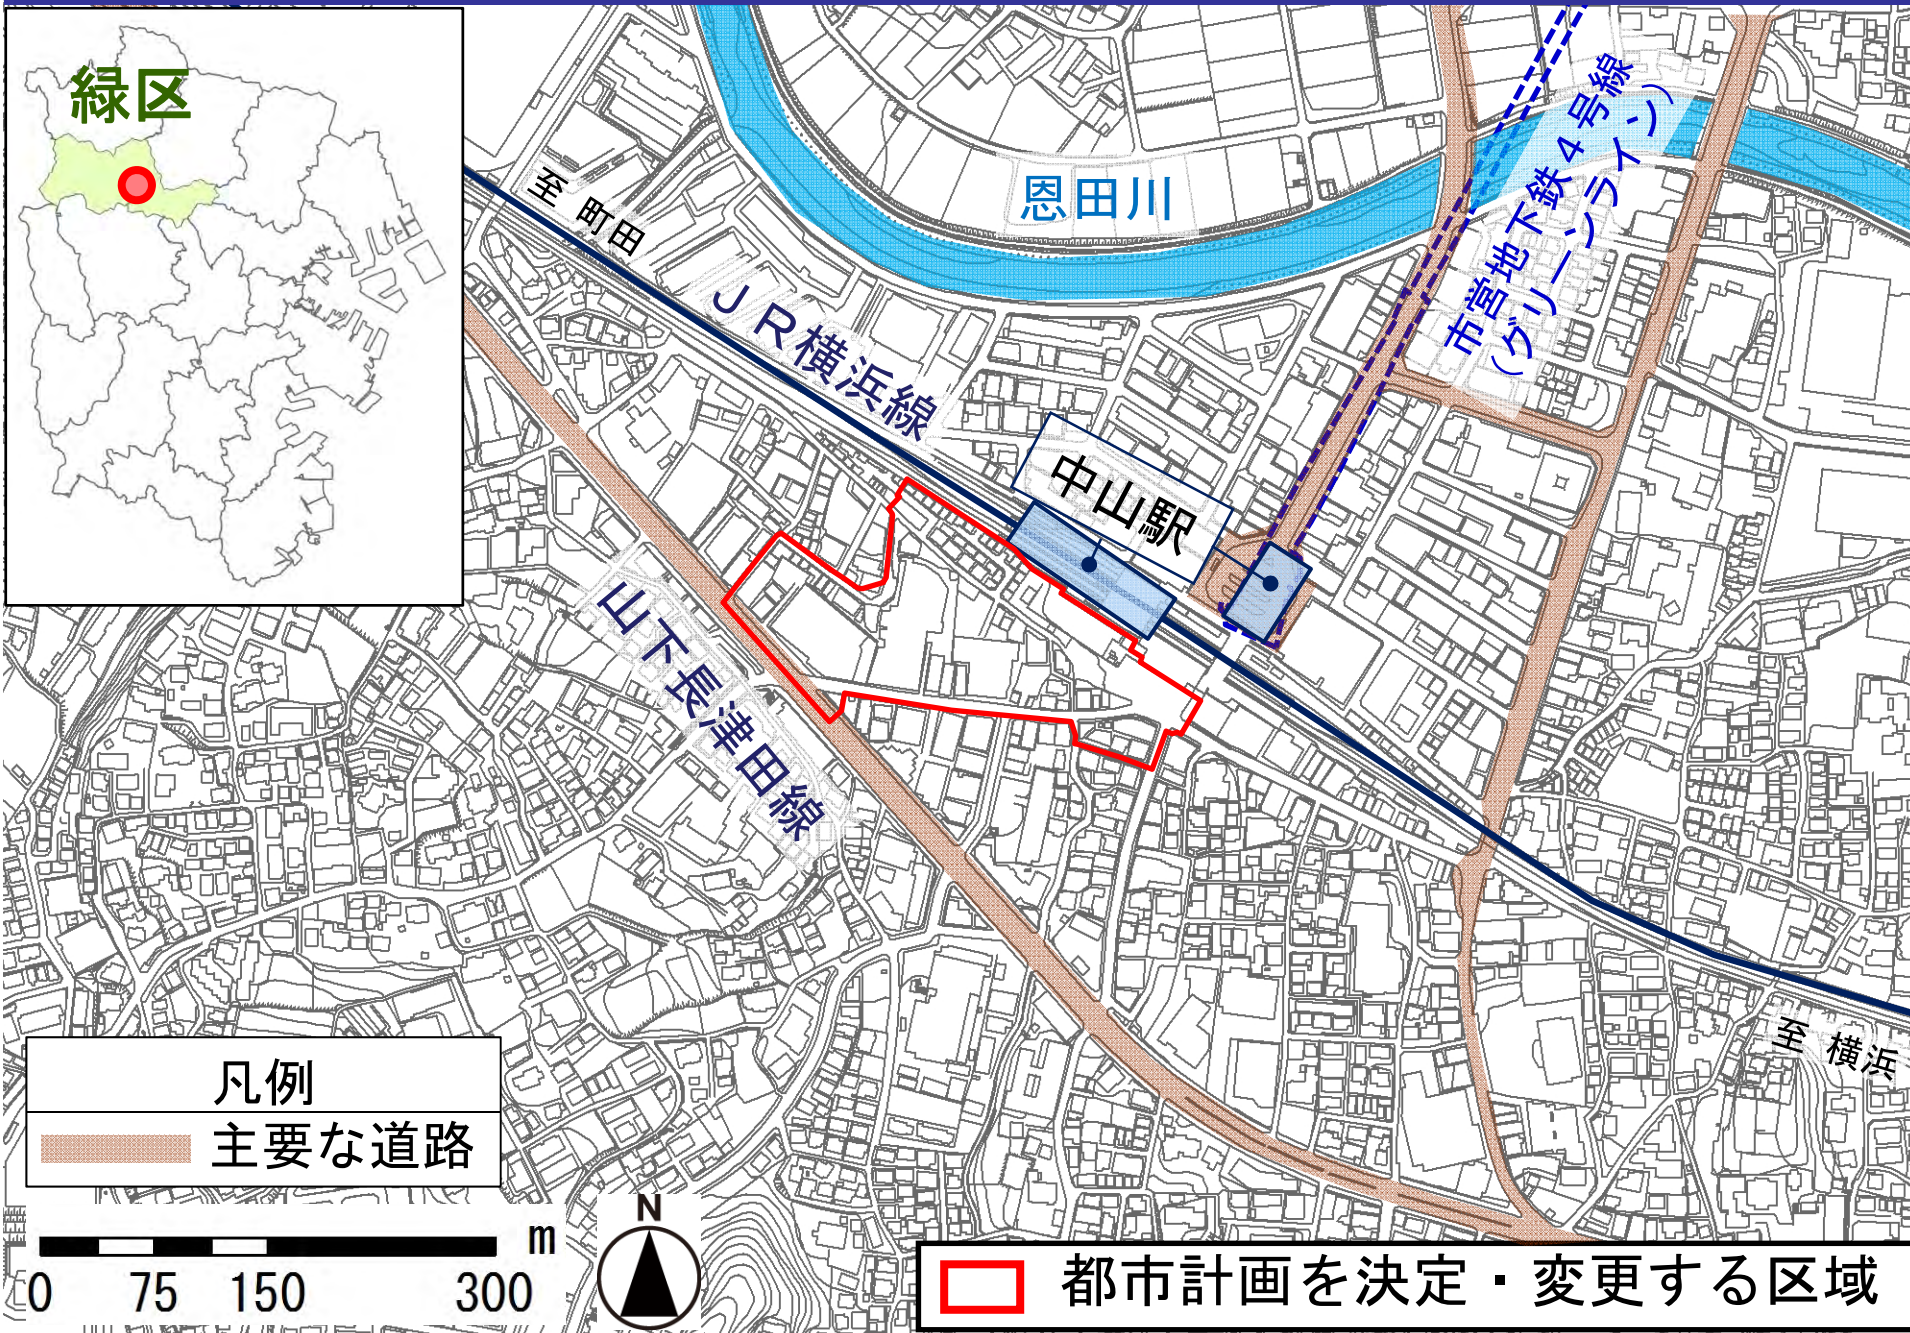 緑区
至 町田
恩田川
市営地下鉄4号線
(グリーンライン)
JR横浜線
中山駅
山下長津田線
至 横浜
凡例
主要な道路
m
0 75 150 300
N
都市計画を決定・変更する区域